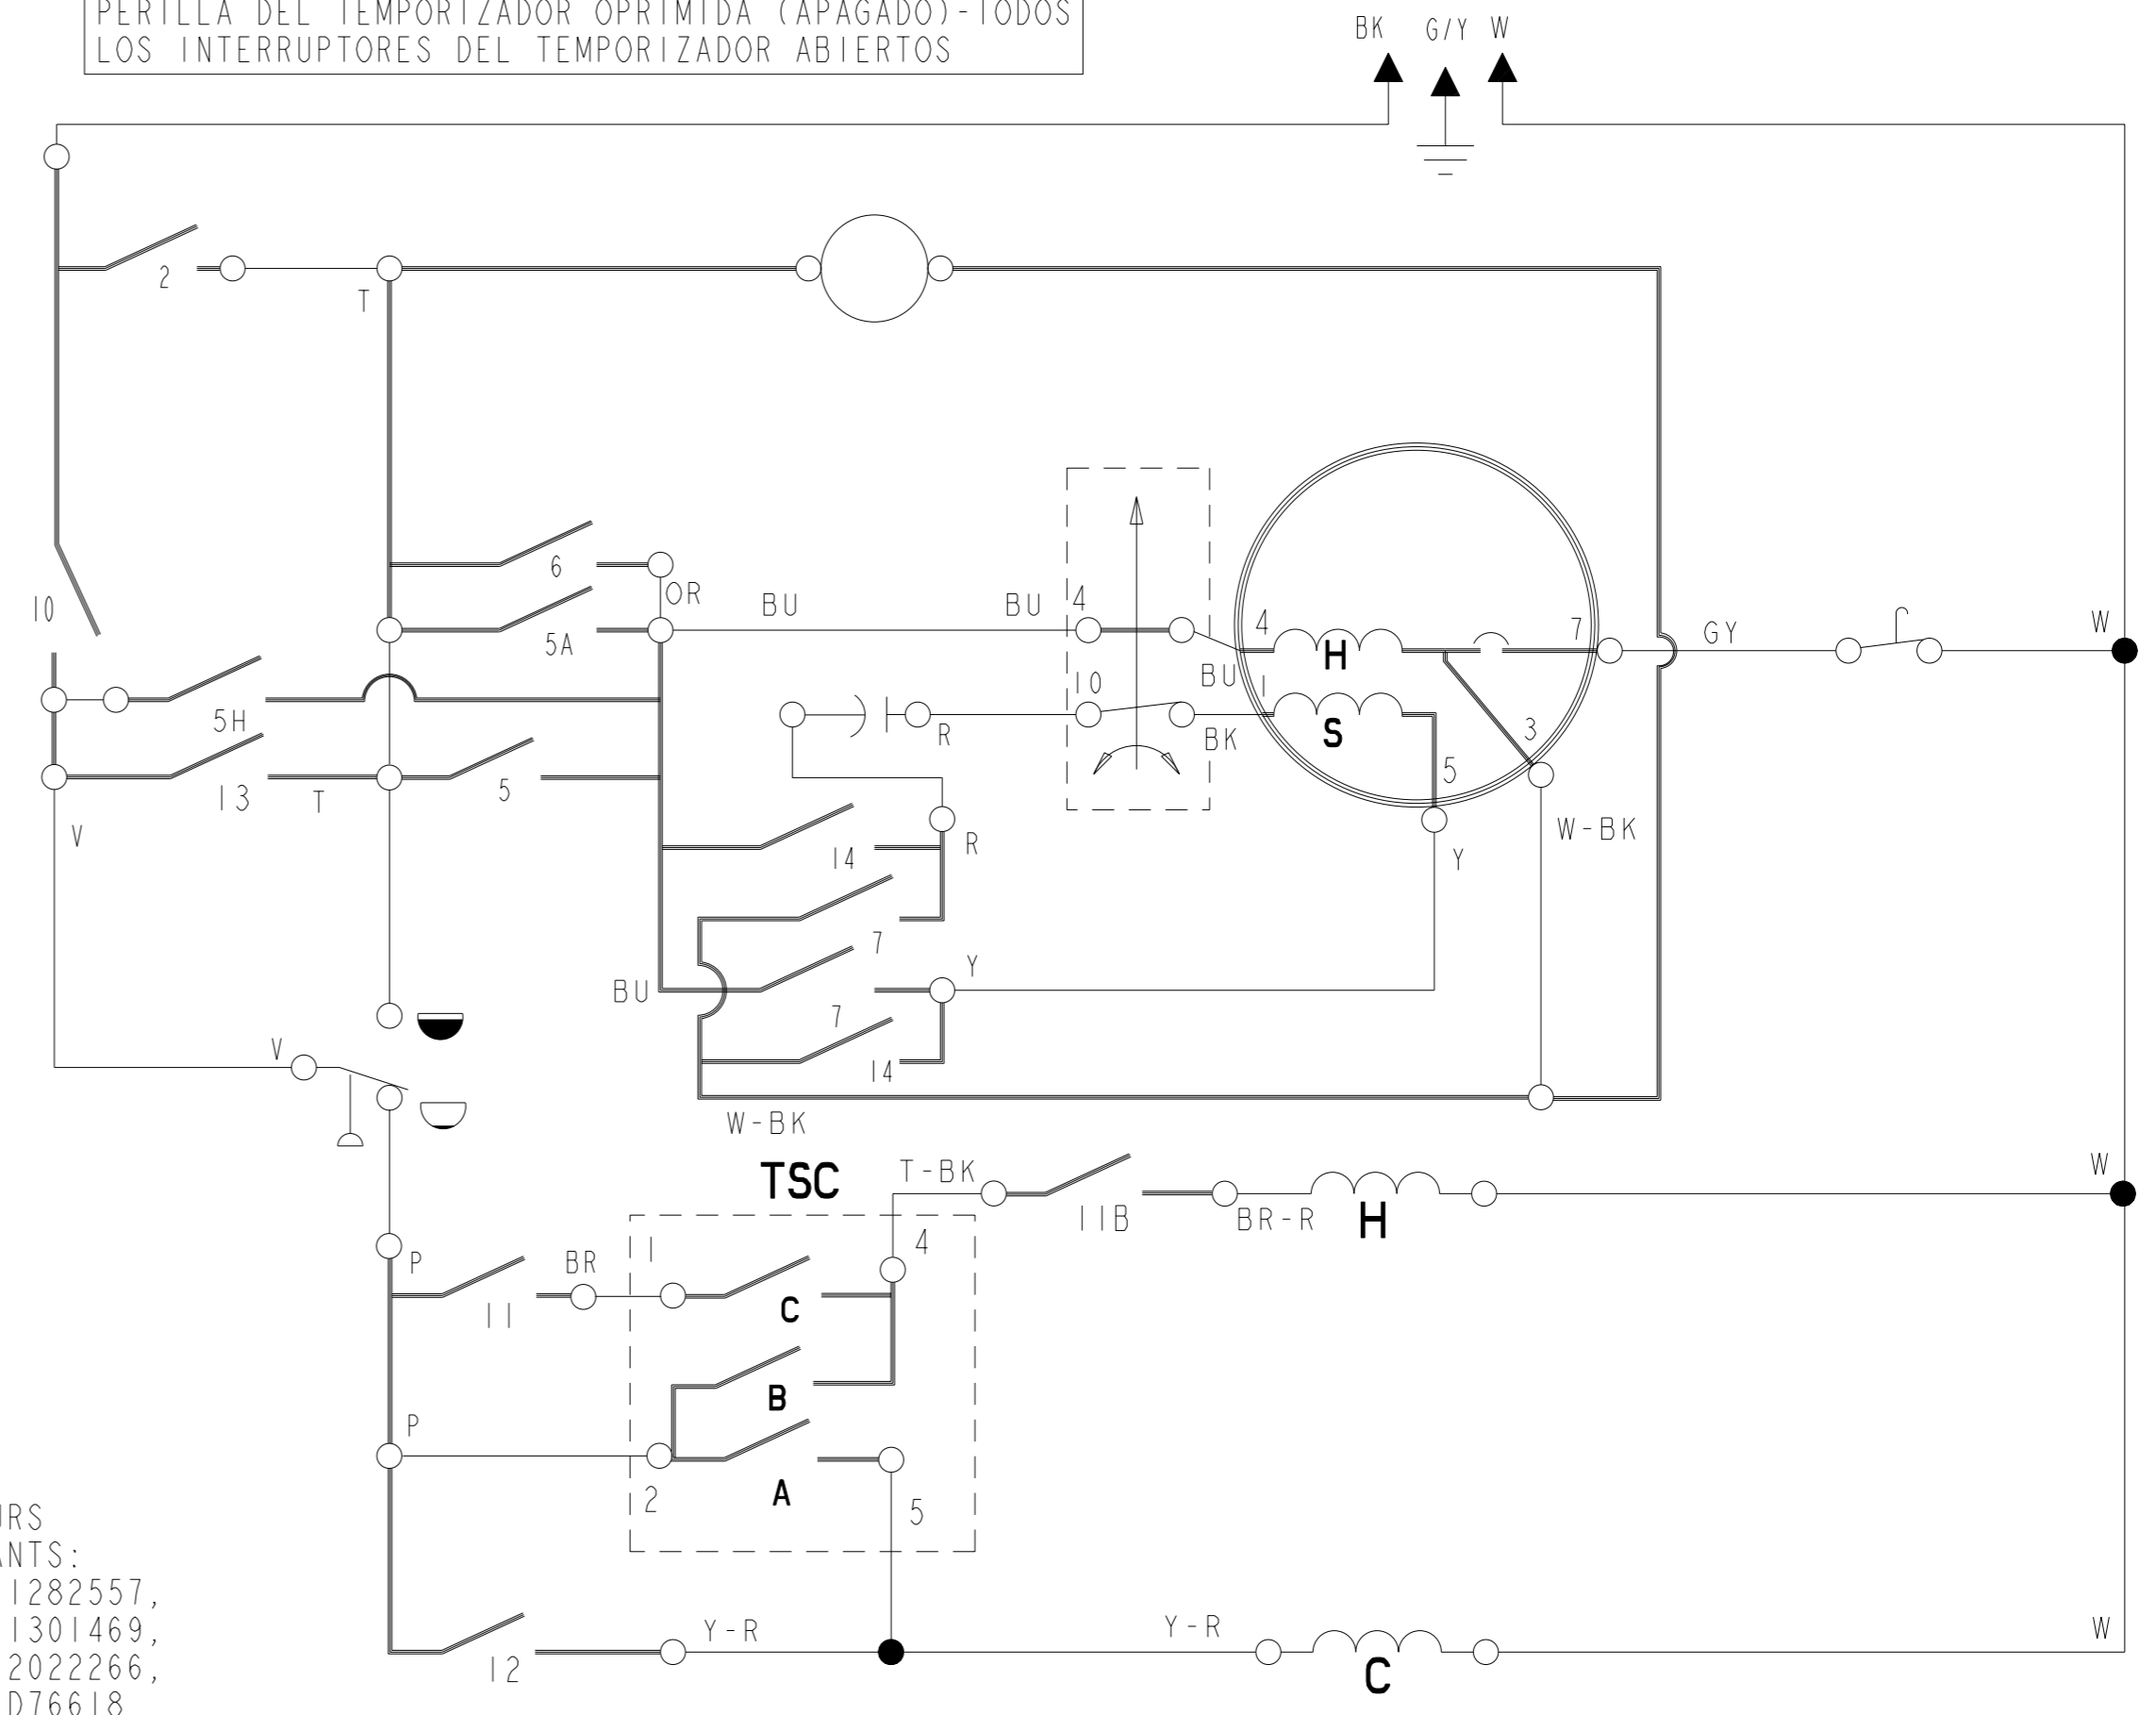 PERILLA DEL TEMPORIZADOR OPRIMIDA (APAGADO)-TODOS
LOS INTERRUPTORES DEL TEMPORIZADOR ABIERTOS
BK G/Y W
2
T
6
OR
10
5A
BU
BU
4
4
7
GY
W
H
BU
5H
10
1
R
BK
S
3
5
13
T
5
V
14
R
W-BK
Y
7
BU
Y
7
V
14
W-BK
TSC
T-BK
W
11B
BR-R
H
P
BR
1
4
11
C
B
P
2
A
5
URS
ANTS:
1282557,
1301469,
2022266,
D76618
12
Y-R
Y-R
C
W